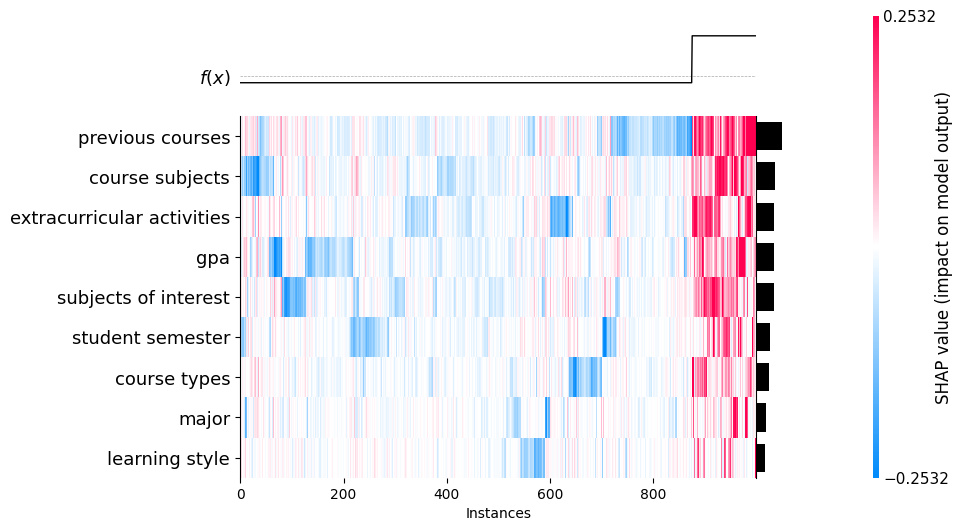 0.2532
f(x)
previous courses
course subjects
extracurricular activities
gpa
subjects of interest
student semester
course types
major
learning style
0 200 400 600 800
Instances
SHAP value (impact on model output)
−0.2532